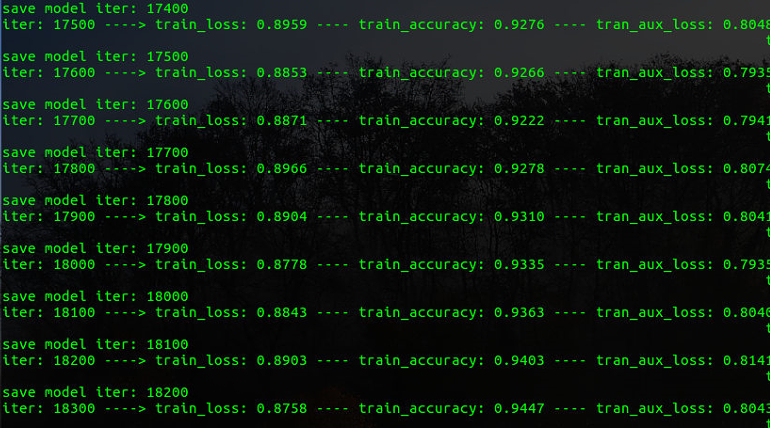 save model iter: 17400
iter: 17500 ----> train_loss: 0.8959 ---- train_accuracy: 0.9276 ---- tran_aux_loss: 0.8048
t
save model iter: 17500
iter: 17600 ----> train_loss: 0.8853 ---- train_accuracy: 0.9266 ---- tran_aux_loss: 0.7935
t
save model iter: 17600
iter: 17700 ----> train_loss: 0.8871 ---- train_accuracy: 0.9222 ---- tran_aux_loss: 0.7941
t
save model iter: 17700
iter: 17800 ----> train_loss: 0.8966 ---- train_accuracy: 0.9278 ---- tran_aux_loss: 0.8074
t
save model iter: 17800
iter: 17900 ----> train_loss: 0.8904 ---- train_accuracy: 0.9310 ---- tran_aux_loss: 0.8041
t
save model iter: 17900
iter: 18000 ----> train_loss: 0.8778 ---- train_accuracy: 0.9335 ---- tran_aux_loss: 0.7935
t
save model iter: 18000
iter: 18100 ----> train_loss: 0.8843 ---- train_accuracy: 0.9363 ---- tran_aux_loss: 0.8040
t
save model iter: 18100
iter: 18200 ----> train_loss: 0.8903 ---- train_accuracy: 0.9403 ---- tran_aux_loss: 0.8141
t
save model iter: 18200
iter: 18300 ----> train_loss: 0.8758 ---- train_accuracy: 0.9447 ---- tran_aux_loss: 0.8043
t